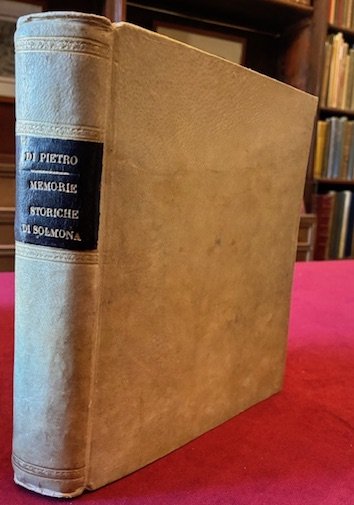 DI PIETRO
MEMORIE
STORICHE
DI SOLMONA